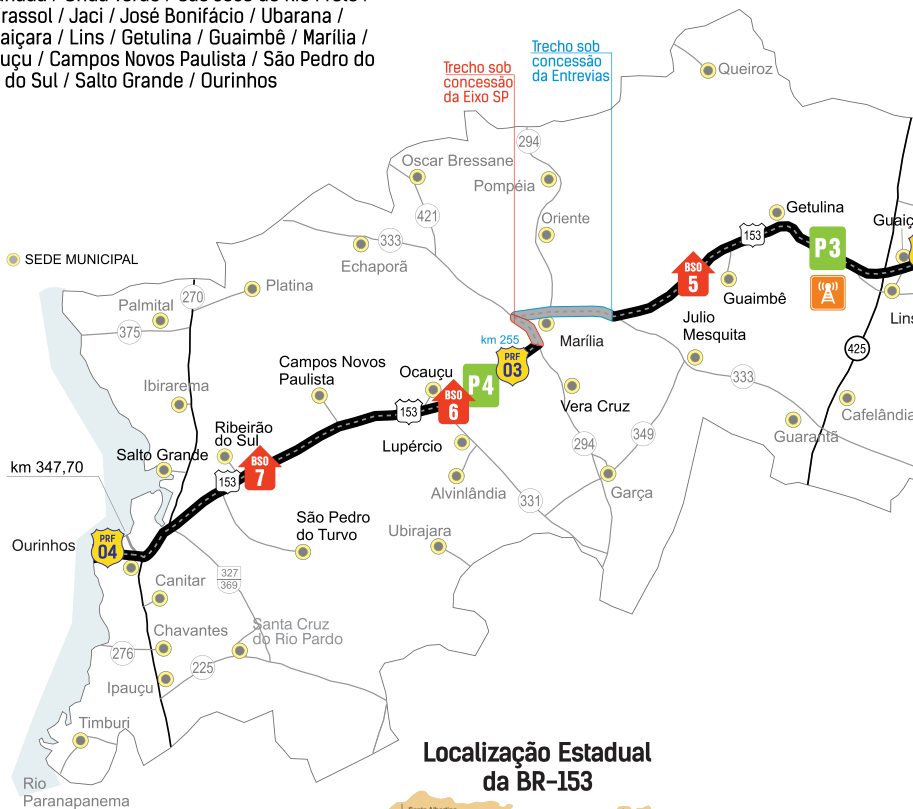 / Jaci / José Bonifácio / Ubarana /
/ Lins / Getulina / Guaimbê / Marília /
/ Campos Novos Paulista / São Pedro do
do Sul / Salto Grande / Ourinhos
Trecho sob
concessão
da Eixo SP
Trecho sob
concessão
da Entrevias
Queiroz
294
Oscar Bressane
Pompéia
421
Oriente
333
Echaporã
Getulina
153
P3
BSO
5
Guaimbê
SEDE MUNICIPAL
Platina
270
Palmital
375
Julio
Mesquita
Lins
km 255
Marília
PRF
03
425
Campos Novos
Paulista
Ocauçu
P4
BSO
6
153
Vera Cruz
333
Cafelândia
Guarantã
Ibirarema
Ribeirão
do Sul
Lupércio
294
349
Salto Grande
km 347,70
BSO
7
153
Alvinlândia
Garça
331
São Pedro
do Turvo
Ubirajara
Ourinhos
PRF
04
Canitar
327
369
Chavantes
Santa Cruz
do Rio Pardo
276
225
Ipauçu
Timburi
Rio
Paranapanema
Localização Estadual
da BR-153